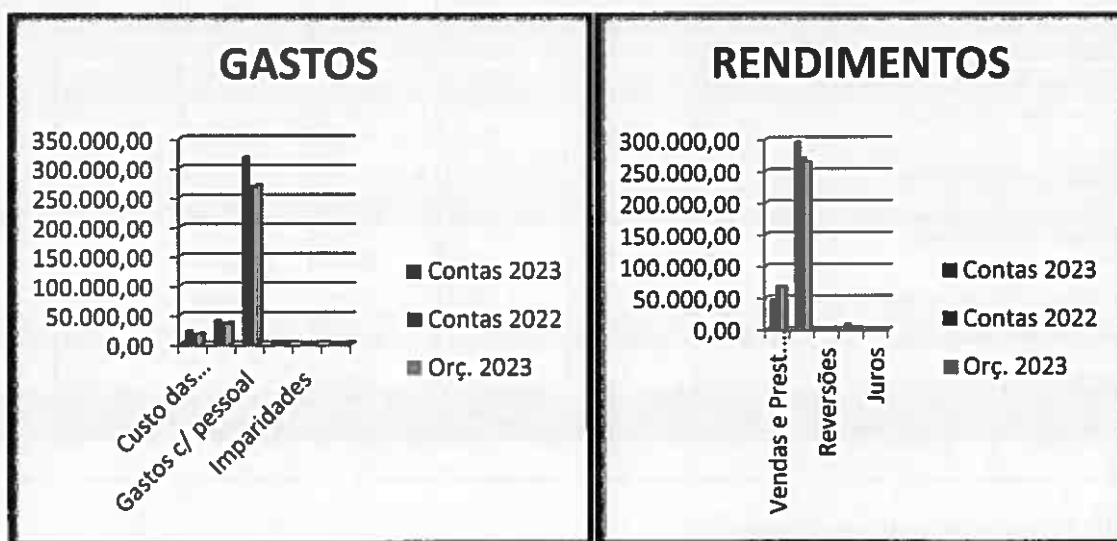 GASTOS
350.000,00
300.000,00
250.000,00
200.000,00
150.000,00
100.000,00
50.000,00
0,00
Custo das...
Gastos c/ pessoal
Imparidades
Contas 2023
Contas 2022
Orç. 2023
RENDIMENTOS
300.000,00
250.000,00
200.000,00
150.000,00
100.000,00
50.000,00
0,00
Vendas e Prest...
Reversões
Juros
Contas 2023
Contas 2022
Orç. 2023